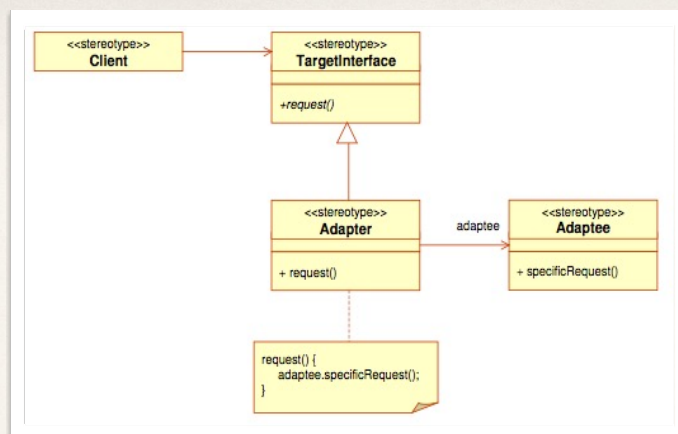 <<stereotype>>
Client
<<stereotype>>
TargetInterface
+request()
<<stereotype>>
Adapter
+ request()
adaptee
<<stereotype>>
Adaptee
+ specificRequest()
request() {
adaptee.specificRequest();
}